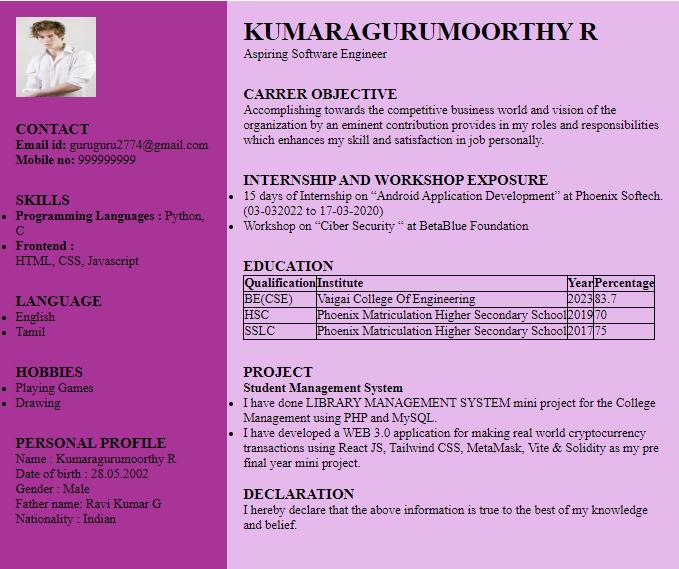 CONTACT
Email id: guruguru2774@gmail.com
Mobile no: 999999999
SKILLS
Programming Languages : Python,
C
Frontend :
HTML, CSS, Javascript
LANGUAGE
English
Tamil
HOBBIES
Playing Games
Drawing
PERSONAL PROFILE
Name : Kumaragurumoorthy R
Date of birth : 28.05.2002
Gender : Male
Father name: Ravi Kumar G
Nationality : Indian
KUMARAGURUMOORTHY R
Aspiring Software Engineer
CARRER OBJECTIVE
Accomplishing towards the competitive business world and vision of the
organization by an eminent contribution provides in my roles and responsibilities
which enhances my skill and satisfaction in job personally.
INTERNSHIP AND WORKSHOP EXPOSURE
15 days of Internship on “Android Application Development” at Phoenix Softech.
(03-032022 to 17-03-2020)
Workshop on “Ciber Security “ at BetaBlue Foundation
EDUCATION
Qualification Institute Year Percentage
BE(CSE) Vaigai College Of Engineering 2023 83.7
HSC Phoenix Matriculation Higher Secondary School 2019 70
SSLC Phoenix Matriculation Higher Secondary School 2017 75
PROJECT
Student Management System
I have done LIBRARY MANAGEMENT SYSTEM mini project for the College
Management using PHP and MySQL.
I have developed a WEB 3.0 application for making real world cryptocurrency
transactions using React JS, Tailwind CSS, MetaMask, Vite & Solidity as my pre
final year mini project.
DECLARATION
I hereby declare that the above information is true to the best of my knowledge
and belief.